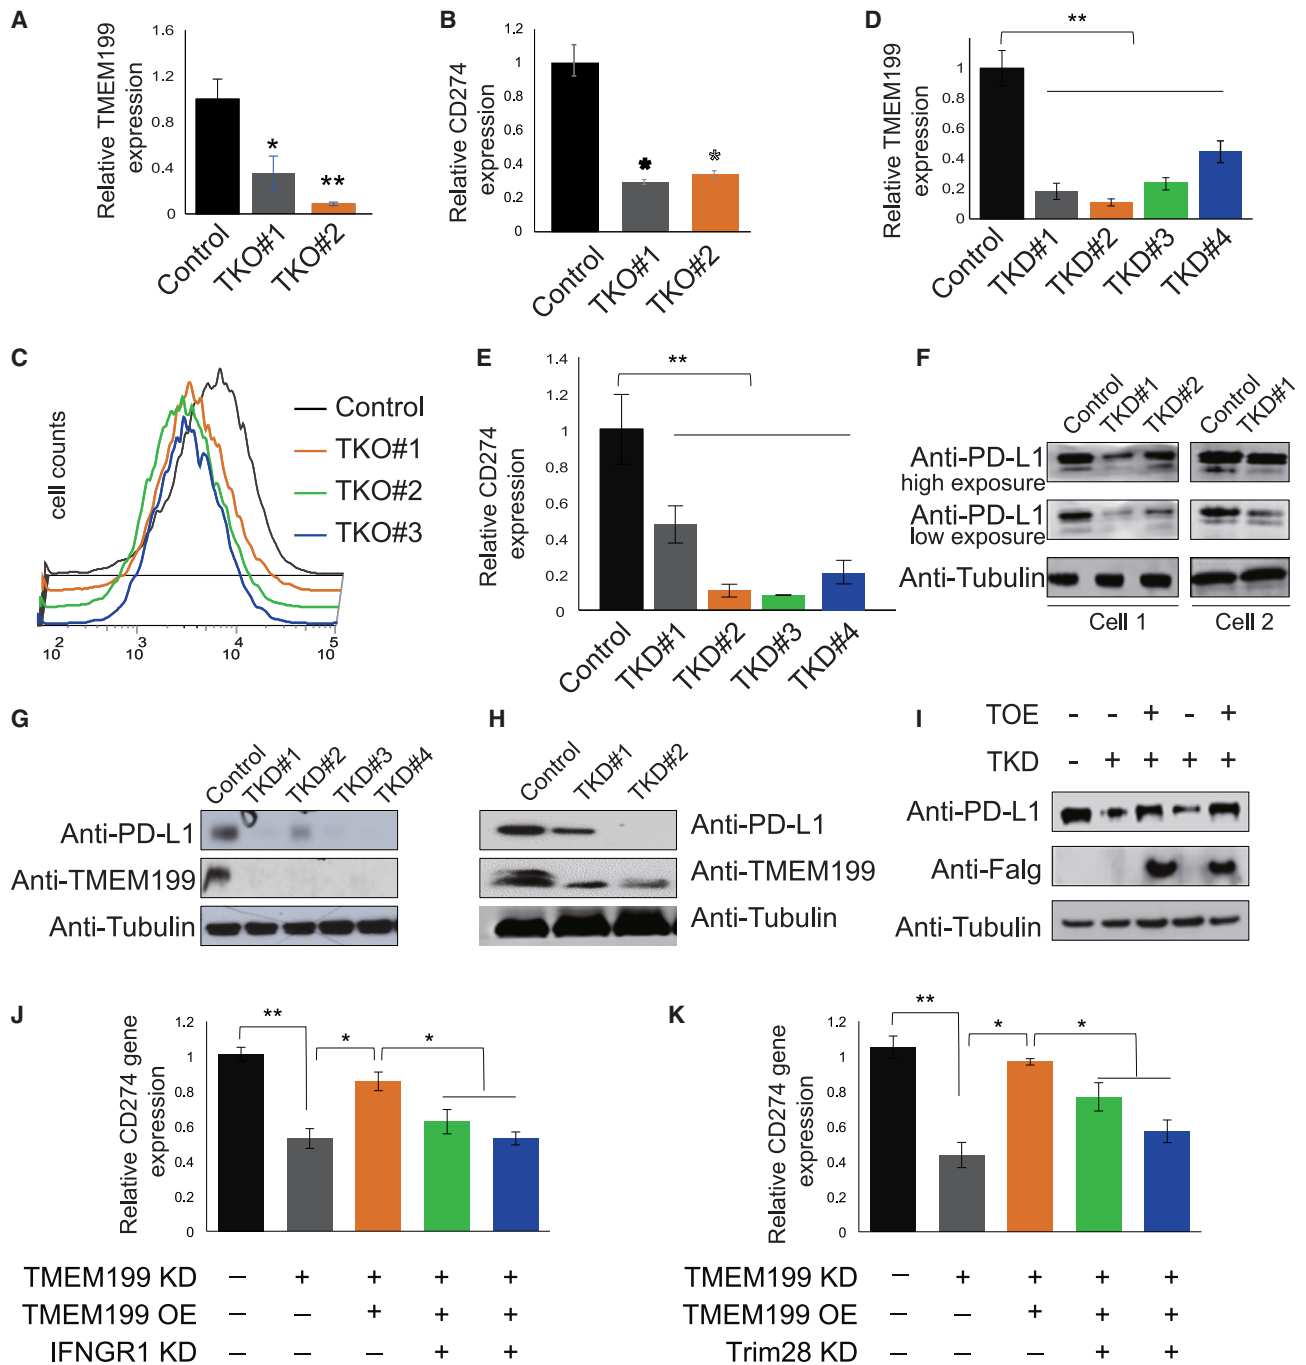 A
Relative TMEM199
expression
1.6
1.2
0.8
0.4
0
*
**
Control
TKO#1
TKO#2
B
Relative CD274
expression
1.2
1
0.8
0.6
0.4
0.2
0
*
*
Control
TKO#1
TKO#2
D
Relative TMEM199
expression
1
0.8
0.6
0.4
0.2
0
**
Control
TKD#1
TKD#2
TKD#3
TKD#4
C
cell counts
Control
TKO#1
TKO#2
TKO#3
10²
10³
10⁴
10⁵
E
Relative CD274
expression
1.4
1.2
1
0.8
0.6
0.4
0.2
0
**
Control
TKD#1
TKD#2
TKD#3
TKD#4
F
Control
TKD#1
TKD#2
Control
TKD#1
Anti-PD-L1
high exposure
Anti-PD-L1
low exposure
Anti-Tubulin
Cell 1
Cell 2
G
Control
TKD#1
TKD#2
TKD#3
TKD#4
Anti-PD-L1
Anti-TMEM199
Anti-Tubulin
H
Control
TKD#1
TKD#2
Anti-PD-L1
Anti-TMEM199
Anti-Tubulin
I
TOE - - + - +
TKD - + + + +
Anti-PD-L1
Anti-Falg
Anti-Tubulin
J
Relative CD274 gene
expression
1.2
1
0.8
0.6
0.4
0.2
0
**
*
*
TMEM199 KD − + + + +
TMEM199 OE − − + + +
IFNGR1 KD − − − + +
K
Relative CD274 gene
expression
1.2
1
0.8
0.6
0.4
0.2
0
**
*
*
TMEM199 KD − + + + +
TMEM199 OE − − + + +
Trim28 KD − − − + +